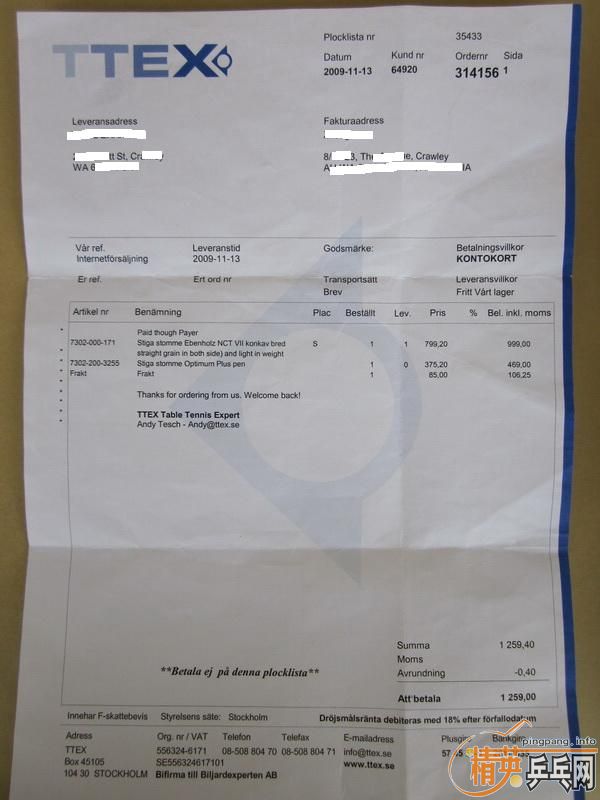 TTEX
Plocklista nr 35433
Datum Kund nr Ordernr Sida
2009-11-13 64920 314156 1
Leveransadress Fakturaadress
St,
WA 6
The Crawley
IA
Vår ref. Leveranstid Godsmärke: Betalningsvillkor
Internetförsäljning 2009-11-13 KONTOKORT
Er ref. Ert ord nr Transportsätt Leveransvillkor
Brev Fritt Vårt lager
Artikel nr Benämning Plac Beställt Lev. Pris % Bel. inkl. moms
* Paid though Payer
* 7302-000-171 Stiga stomme Ebenholz NCT VII konkav bred S 1 1 799,20 999,00
* straight grain in both side) and light in weight
* 7302-200-3255 Stiga stomme Optimum Plus pen 1 0 375,20 469,00
* Frakt Frakt 1 85,00 106,25
Thanks for ordering from us. Welcome back!
TTEX Table Tennis Expert
Andy Tesch - Andy@ttex.se
Summa 1 259,40
Moms
**Betala ej på denna plocklista**
Avrundning -0,40
Att betala 1 259,00
Innehar F-skattebevis Styrelsens säte: Stockholm Dröjsmålsränta debiteras med 18% efter förfallodatum
Adress Org. nr / VAT Telefon Telefax E-mailadress Plusgiro Bankgiro
TTEX 556324-6171 08-508 804 70 08-508 804 71 info@ttex.se
Box 45105 SE556324617101 www.ttex.se
104 30 STOCKHOLM Bifirma till Biljardexperten AB
pingpang.info
精英乒乓网